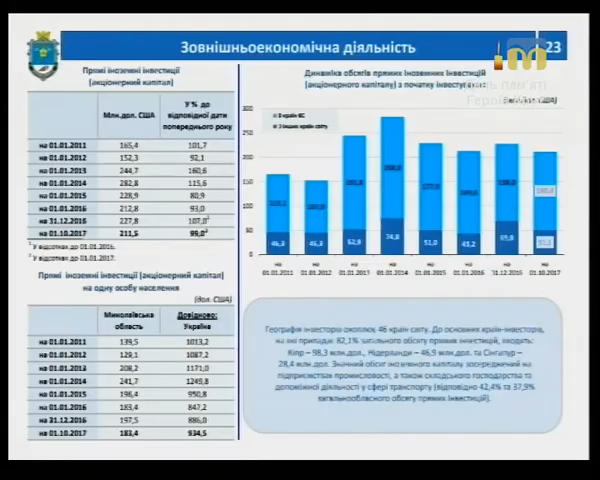 Зовнішньоекономічна діяльність
23
Прямі іноземні інвестиції
(акціонерний капітал)
Млн.дол. США
У % до
відповідної дати
попереднього року
на 01.01.2011 165,4 101,7
на 01.01.2012 152,3 92,1
на 01.01.2013 244,7 160,6
на 01.01.2014 282,8 115,6
на 01.01.2015 228,9 80,9
на 01.01.2016 212,8 93,0
на 31.12.2016 227,8 107,0¹
на 01.10.2017 211,5 99,0²
¹ У відсотках до 01.01.2016.
² У відсотках до 01.01.2017.
Прямі іноземні інвестиції (акціонерний капітал)
на одну особу населення
(дол. США)
Миколаївська
область
Довідково:
Україна
на 01.01.2011 139,5 1013,2
на 01.01.2012 129,1 1087,2
на 01.01.2013 208,2 1171,0
на 01.01.2014 241,7 1249,8
на 01.01.2015 196,4 950,8
на 01.01.2016 183,4 847,2
на 31.12.2016 197,5 886,0
на 01.10.2017 183,4 934,5
Динаміка обсягів прямих іноземних інвестицій
(акціонерного капіталу) з початку інвестування
США)
300
250
200
150
100
50
0
З країн ЄС
З інших країн світу
46,3 46,3 52,9 74,8 51,0 43,2
на на на на на на на на
01.01.2011 01.01.2012 01.01.2013 01.01.2014 01.01.2015 01.01.2016 31.12.2015 01.10.2017
Географія інвесторів охоплює 46 країн світу. До основних країн-інвесторів,
на які припадає 82,1% загального обсягу прямих інвестицій, входять:
Кіпр – 98,3 млн.дол., Нідерланди – 46,9 млн.дол. та Сінгапур –
28,4 млн.дол. Значний обсяг іноземного капіталу зосереджений на
підприємствах промисловості, а також складського господарства та
допоміжної діяльності у сфері транспорту (відповідно 42,4% та 37,9%
загальнообласного обсягу прямих інвестицій).